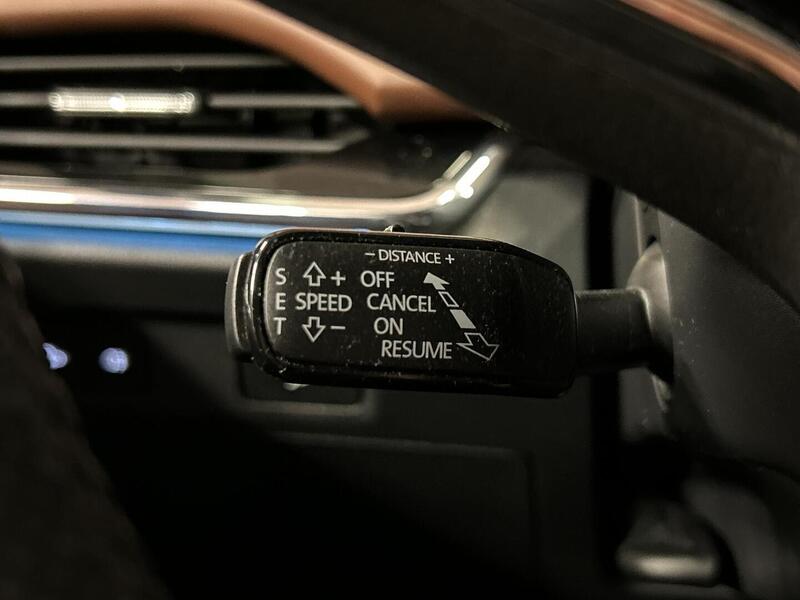 − DISTANCE +
S + OFF
E SPEED CANCEL
T − ON
RESUME